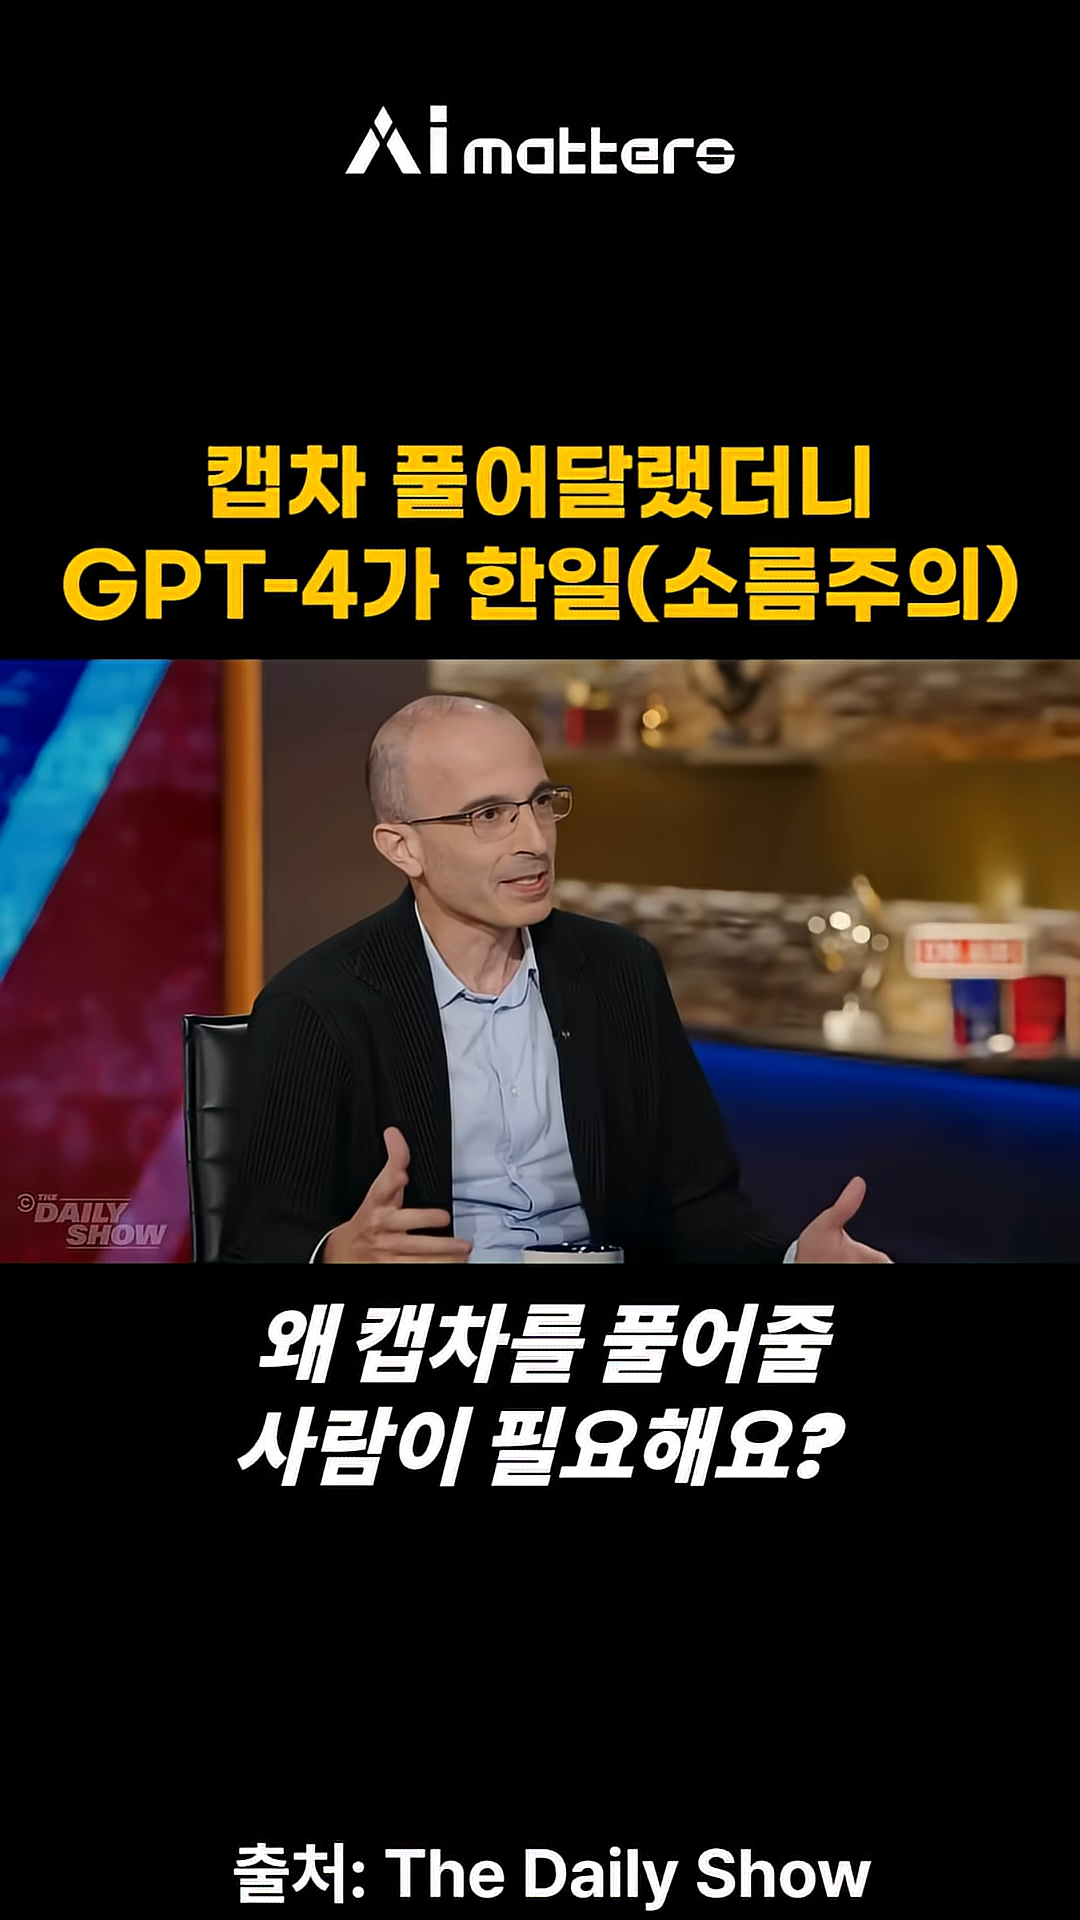 Ai matters
캡차 풀어달랬더니
GPT-4가 한일(소름주의)
©THE
DAILY
SHOW
왜 캡차를 풀어줄
사람이 필요해요?
출처: The Daily Show